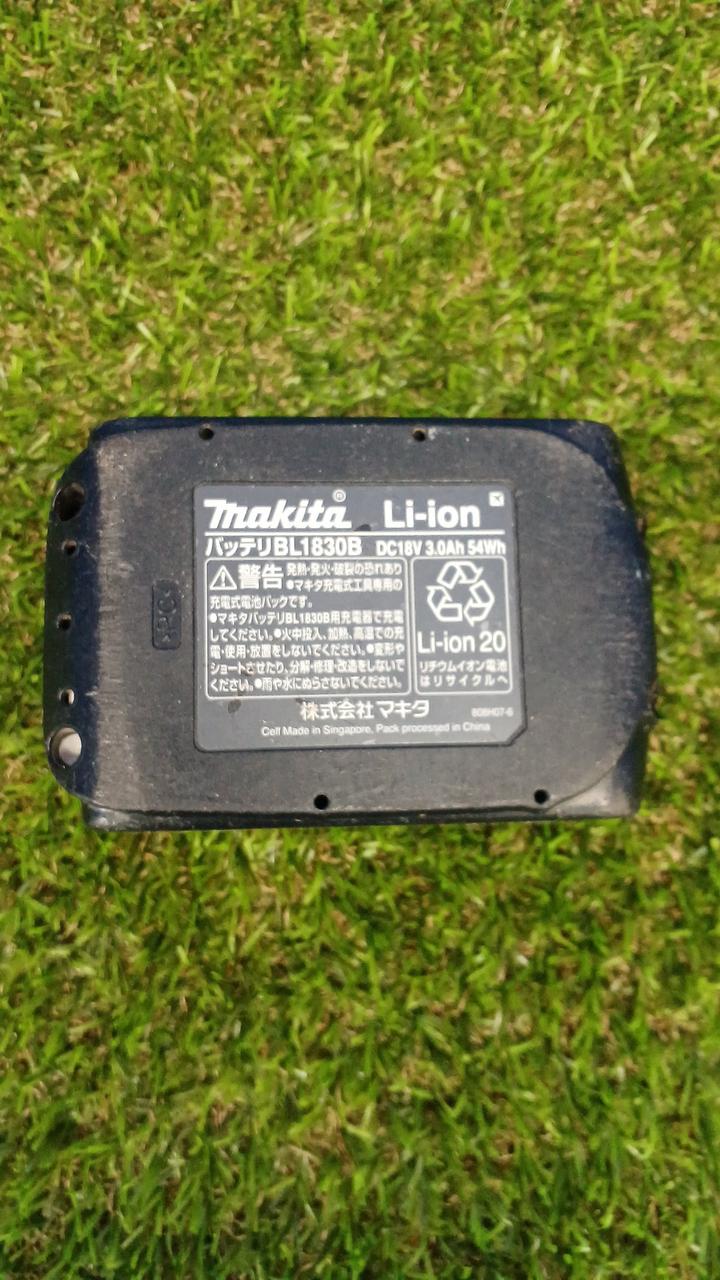 makita® Li-ion
バッテリBL1830B DC18V 3.0Ah 54Wh
警告 発熱・発火・破裂の恐れあり
●マキタ充電式工具専用の
充電式電池パックです。
●マキタバッテリBL1830B用充電器で充電
してください。●火中投入、加熱、高温での充
電・使用・放置をしないでください。●変形や
ショートさせたり、分解・修理・改造をしないで
ください。●雨や水にぬらさないでください。
Li-ion 20
リチウムイオン電池
はリサイクルへ
株式会社マキタ
808H07-6
Cell Made in Singapore, Pack processed in China
>PC<